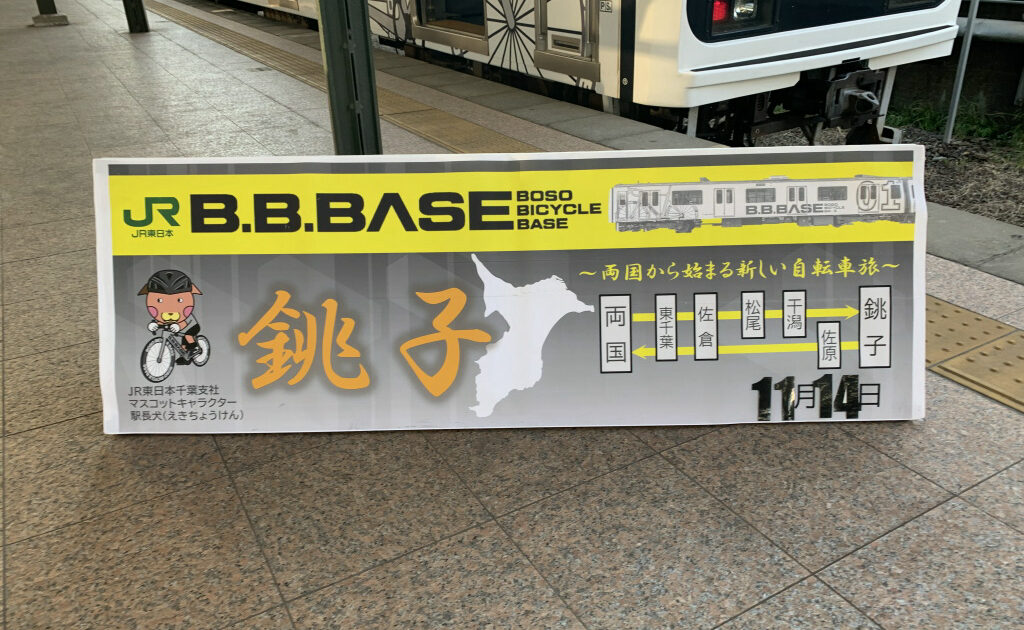 JR B.B.BASE BOSO BICYCLE BASE
JR東日本
B.B.BASE 01
～両国から始まる新しい自転車旅～
銚子
両国 東千葉 佐倉 松尾 干潟 佐原 銚子
JR東日本千葉支社
マスコットキャラクター
駅長犬(えきちょうけん)
11月14日